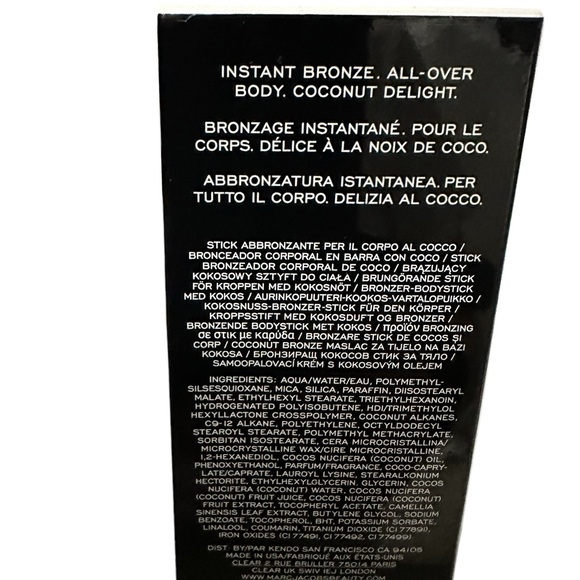 INSTANT BRONZE. ALL-OVER
BODY. COCONUT DELIGHT.
BRONZAGE INSTANTANÉ. POUR LE
CORPS. DÉLICE À LA NOIX DE COCO.
ABBRONZATURA ISTANTANEA. PER
TUTTO IL CORPO. DELIZIA AL COCCO.
STICK ABBRONZANTE PER IL CORPO AL COCCO /
BRONCEADOR CORPORAL EN BARRA CON COCO / STICK
BRONZEADOR CORPORAL DE COCO / BRĄZUJĄCY
KOKOSOWY SZTYFT DO CIAŁA / BRUNGÖRANDE STICK
FÖR KROPPEN MED KOKOSNÖT / BRONZER-BODYSTICK
MED KOKOS / AURINKOPUUTERI-KOOKOS-VARTALOPUIKKO /
KOKOSNUSS-BRONZER-STICK FÜR DEN KÖRPER /
KROPPSSTIFT MED KOKOSDUFT OG BRONZER /
BRONZENDE BODYSTICK MET KOKOS / προϊόν BRONZING
σε στικ με καρύδα / BRONZARE STICK DE COCOS ȘI
CORP / COCONUT BRONZE MASLAC ZA TIJELO NA BAZI
KOKOSA / БРОНЗИРАЩ КОКОСОВ СТИК ЗА ТЯЛО /
SAMOOPALOVACÍ KRÉM S KOKOSOVÝM OLEJEM
INGREDIENTS: AQUA/WATER/EAU, POLYMETHYL-
SILSESQUIOXANE, MICA, SILICA, PARAFFIN, DIISOSTEARYL
MALATE, ETHYLHEXYL STEARATE, TRIETHYLHEXANOIN,
HYDROGENATED POLYISOBUTENE, HDI/TRIMETHYLOL
HEXYLLACTONE CROSSPOLYMER, COCONUT ALKANES,
C9-12 ALKANE, POLYETHYLENE, OCTYLDODECYL
STEAROYL STEARATE, POLYMETHYL METHACRYLATE,
SORBITAN ISOSTEARATE, CERA MICROCRISTALLINA/
MICROCRYSTALLINE WAX/CIRE MICROCRISTALLINE,
1,2-HEXANEDIOL, COCOS NUCIFERA (COCONUT) OIL,
PHENOXYETHANOL, PARFUM/FRAGRANCE, COCO-CAPRY-
LATE/CAPRATE, LAUROYL LYSINE, STEARALKONIUM
HECTORITE, ETHYLHEXYLGLYCERIN, GLYCERIN, COCOS
NUCIFERA (COCONUT) WATER, COCOS NUCIFERA
(COCONUT) FRUIT JUICE, COCOS NUCIFERA (COCONUT)
FRUIT EXTRACT, TOCOPHERYL ACETATE, CAMELLIA
SINENSIS LEAF EXTRACT, BUTYLENE GLYCOL, SODIUM
BENZOATE, TOCOPHEROL, BHT, POTASSIUM SORBATE,
LINALOOL, COUMARIN, TITANIUM DIOXIDE (CI 77891),
IRON OXIDES (CI 77491, CI 77492, CI 77499)
DIST. BY/PAR KENDO SAN FRANCISCO CA 94105
MADE IN USA/FABRIQUÉ AUX ÉTATS-UNIS
CLEAR 2 RUE BRULLER 75014 PARIS
CLEAR UK SW1V 1EJ LONDON
WWW.MARCJACOBSBEAUTY.COM